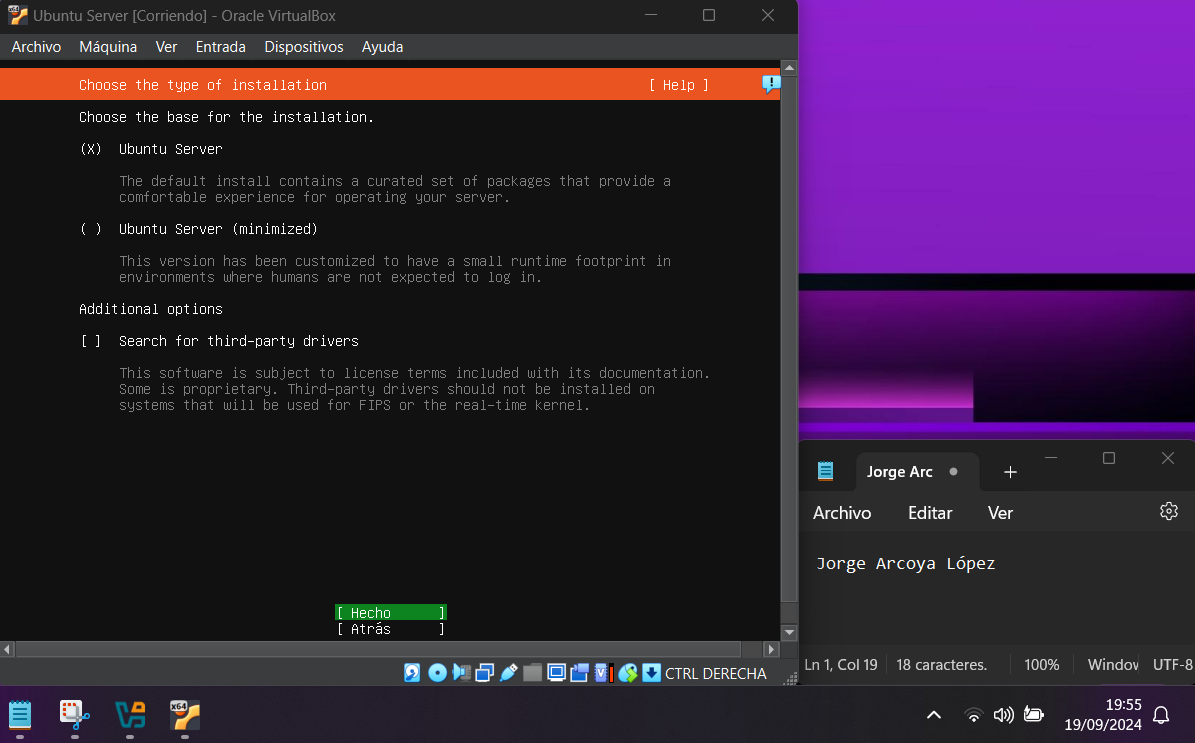 Ubuntu Server [Corriendo] - Oracle VirtualBox
Archivo Máquina Ver Entrada Dispositivos Ayuda
Choose the type of installation [ Help ]
Choose the base for the installation.
(X) Ubuntu Server
The default install contains a curated set of packages that provide a
comfortable experience for operating your server.
( ) Ubuntu Server (minimized)
This version has been customized to have a small runtime footprint in
environments where humans are not expected to log in.
Additional options
[ ] Search for third-party drivers
This software is subject to license terms included with its documentation.
Some is proprietary. Third-party drivers should not be installed on
systems that will be used for FIPS or the real-time kernel.
[ Hecho ]
[ Atrás ]
CTRL DERECHA
Jorge Arc
Archivo Editar Ver
Jorge Arcoya López
Ln 1, Col 19 18 caracteres. 100% Window UTF-8
x64
19:55
19/09/2024